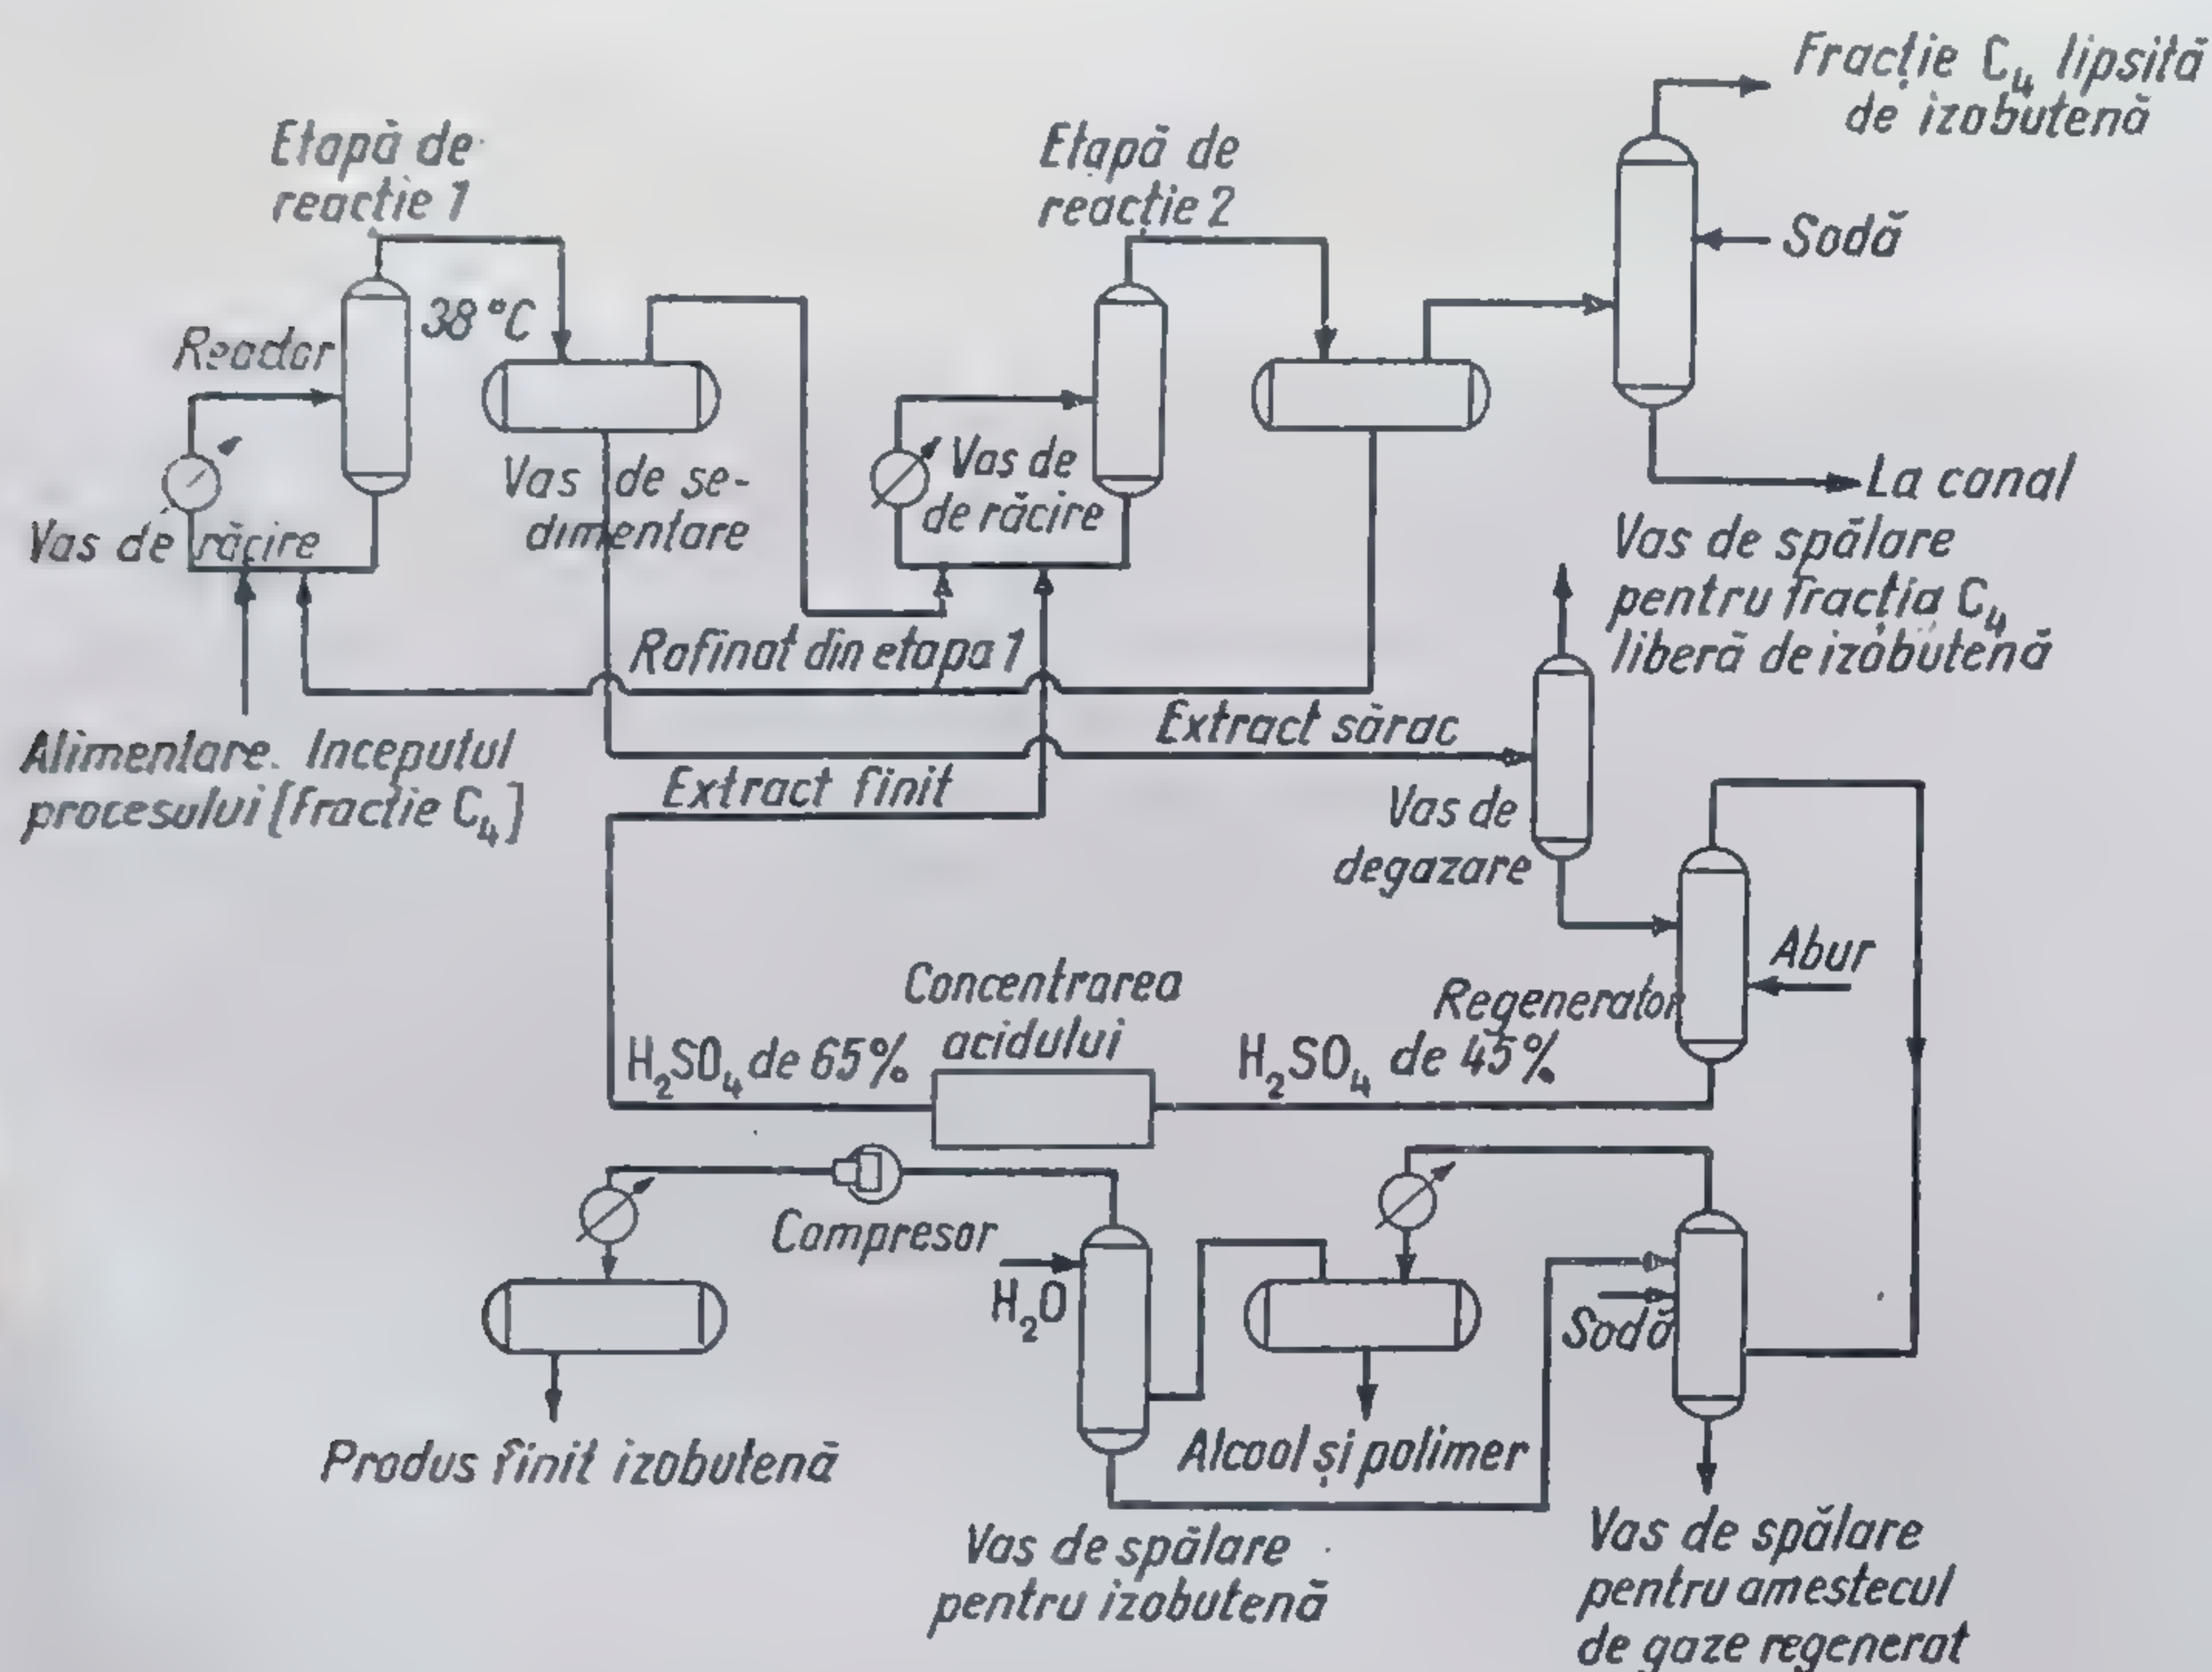 Fracție C₄ lipsită
de izobutenă
Etapă de
reacție 1
Etapă de
reacție 2
Sodă
38°C
Reactor
Vas de se-
dimentare
Vas de
de răcire
La canal
Vas de răcire
Vas de spălare
pentru fracția C₄
liberă de izobutenă
Rafinat din etapa 1
Extract sărac
Alimentare. Inceputul
procesului [fracție C₄]
Extract finit
Vas de
degazare
Abur
Regenerator
Concentrarea
acidului
H₂SO₄ de 65%
H₂SO₄ de 45%
Compresor
H₂O
Sodă
Produs finit izobutenă
Alcool și polimer
Vas de spălare
pentru izobutenă
Vas de spălare
pentru amestecul
de gaze regenerat